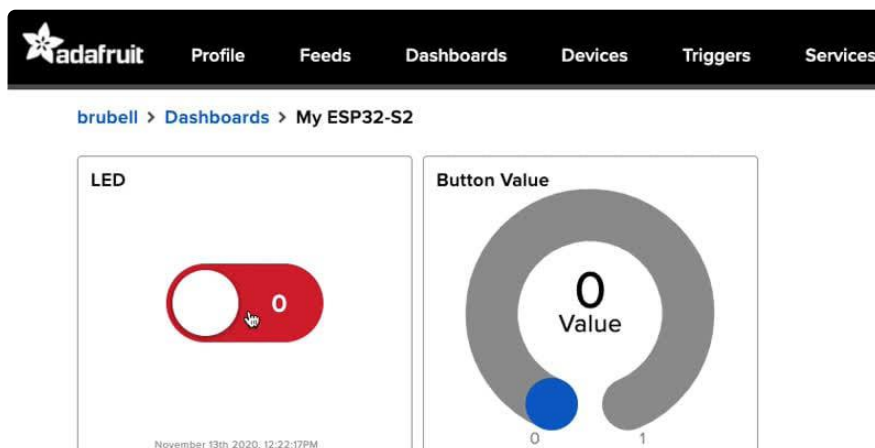 adafruit Profile Feeds Dashboards Devices Triggers Services
brubell > Dashboards > My ESP32-S2
LED
0
November 13th 2020, 12:22:17PM
Button Value
0
Value
0 1